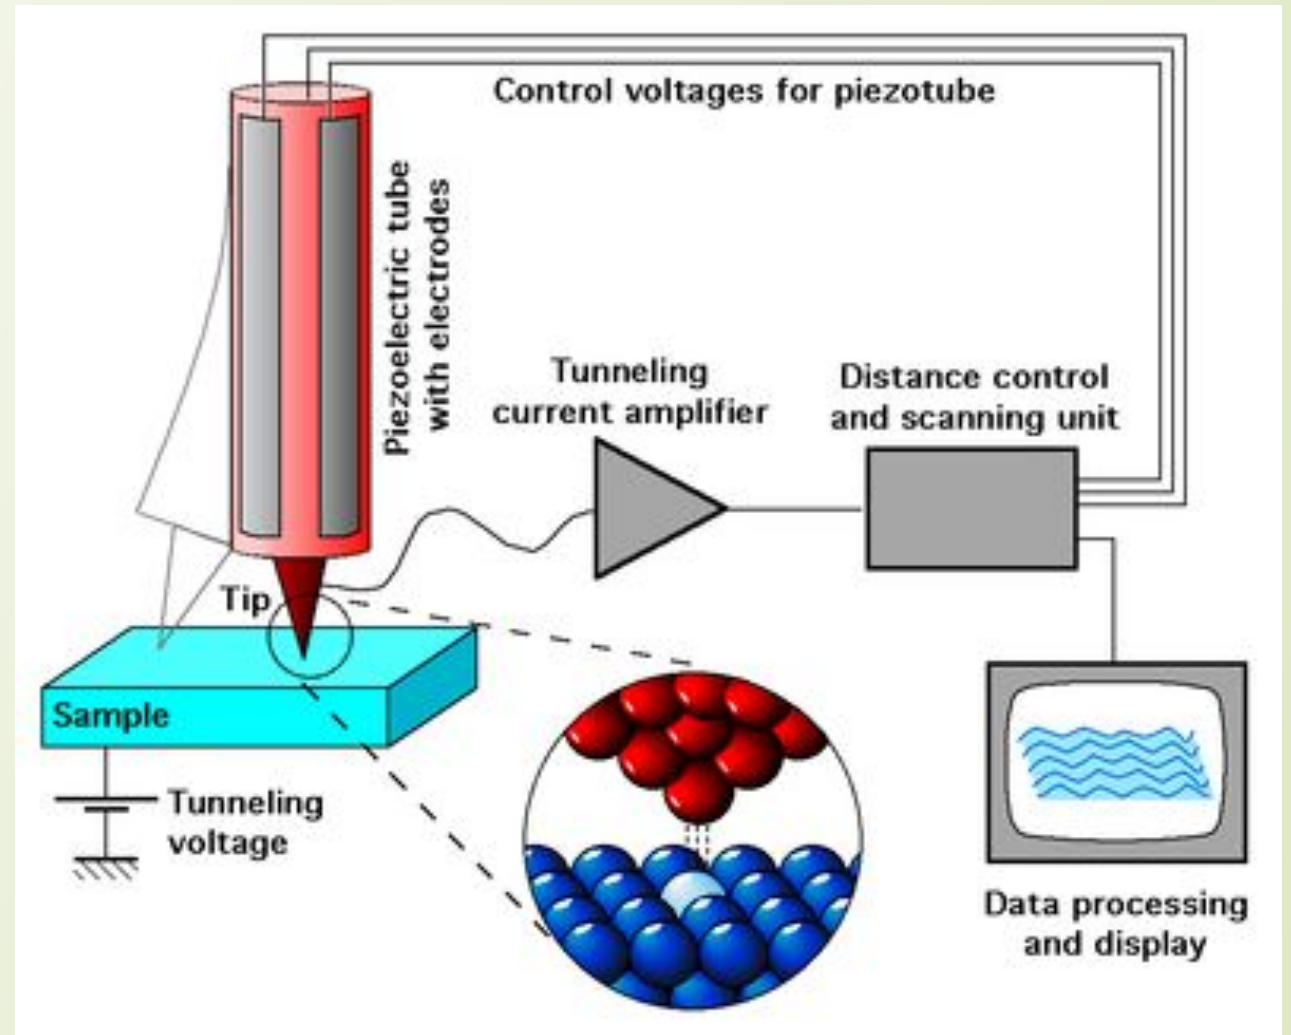 Control voltages for piezotube
Piezoelectric tube
with electrodes
Tunneling
current amplifier
Distance control
and scanning unit
Tip
Sample
Tunneling
voltage
Data processing
and display